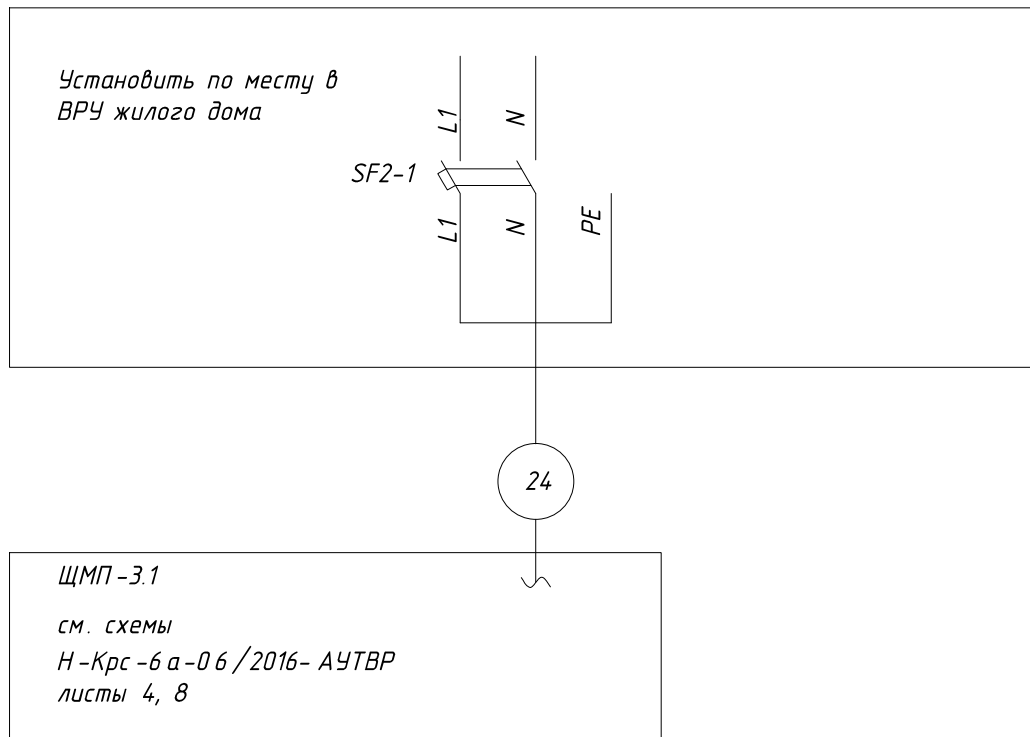 Установить по месту в
ВРУ жилого дома
L1
N
SF2-1
L1
N
PE
24
ЩМП-3.1
см. схемы
Н-Крс-6а-06/2016-АУТВР
листы 4, 8